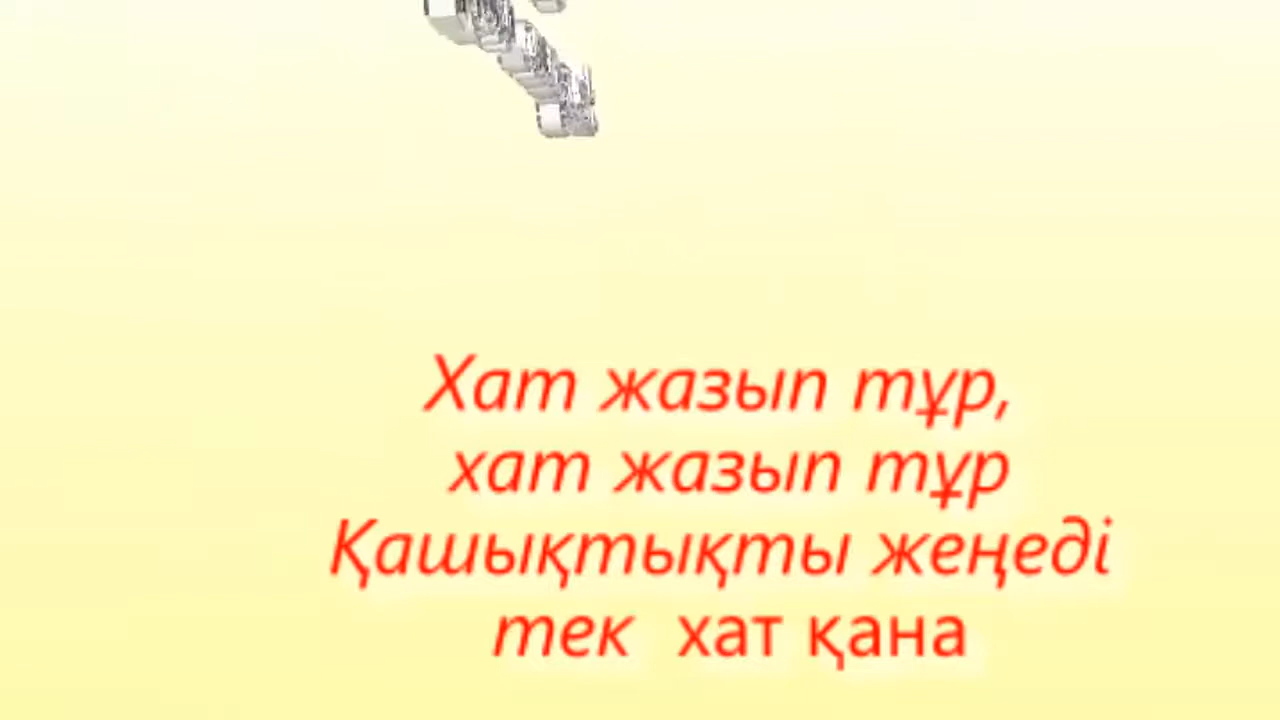 Хат жазып тұр,
хат жазып тұр
Қашықтықты жеңеді
тек хат қана